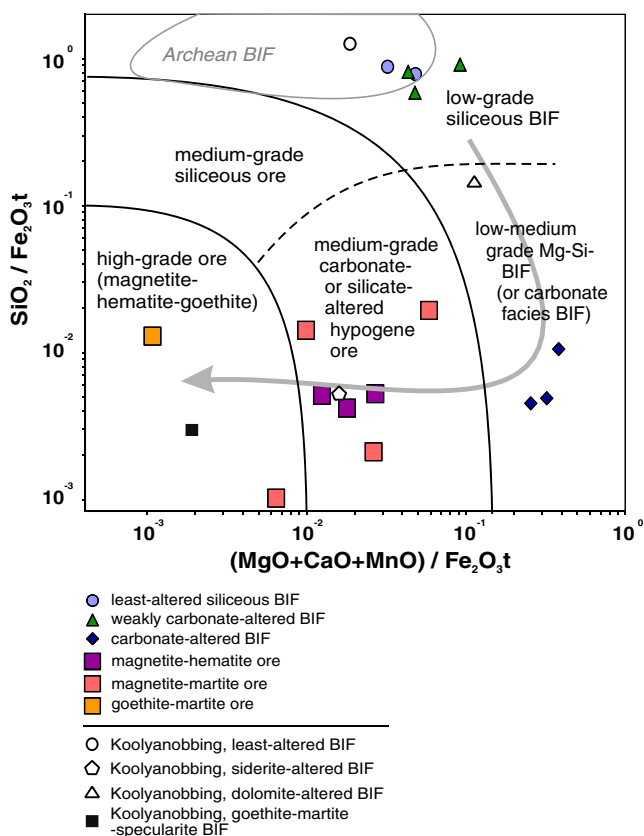 10⁰
Archean BIF
low-grade
siliceous BIF
medium-grade
siliceous ore
10⁻¹
SiO₂ / Fe₂O₃t
high-grade ore
(magnetite-
hematite-goethite)
medium-grade
carbonate-
or silicate-
altered
hypogene
ore
low-medium
grade Mg-Si-
BIF
(or carbonate
facies BIF)
10⁻²
10⁻³
10⁻³ 10⁻² 10⁻¹ 10⁰
(MgO+CaO+MnO) / Fe₂O₃t
least-altered siliceous BIF
weakly carbonate-altered BIF
carbonate-altered BIF
magnetite-hematite ore
magnetite-martite ore
goethite-martite ore
Koolyanobbing, least-altered BIF
Koolyanobbing, siderite-altered BIF
Koolyanobbing, dolomite-altered BIF
Koolyanobbing, goethite-martite
-specularite BIF